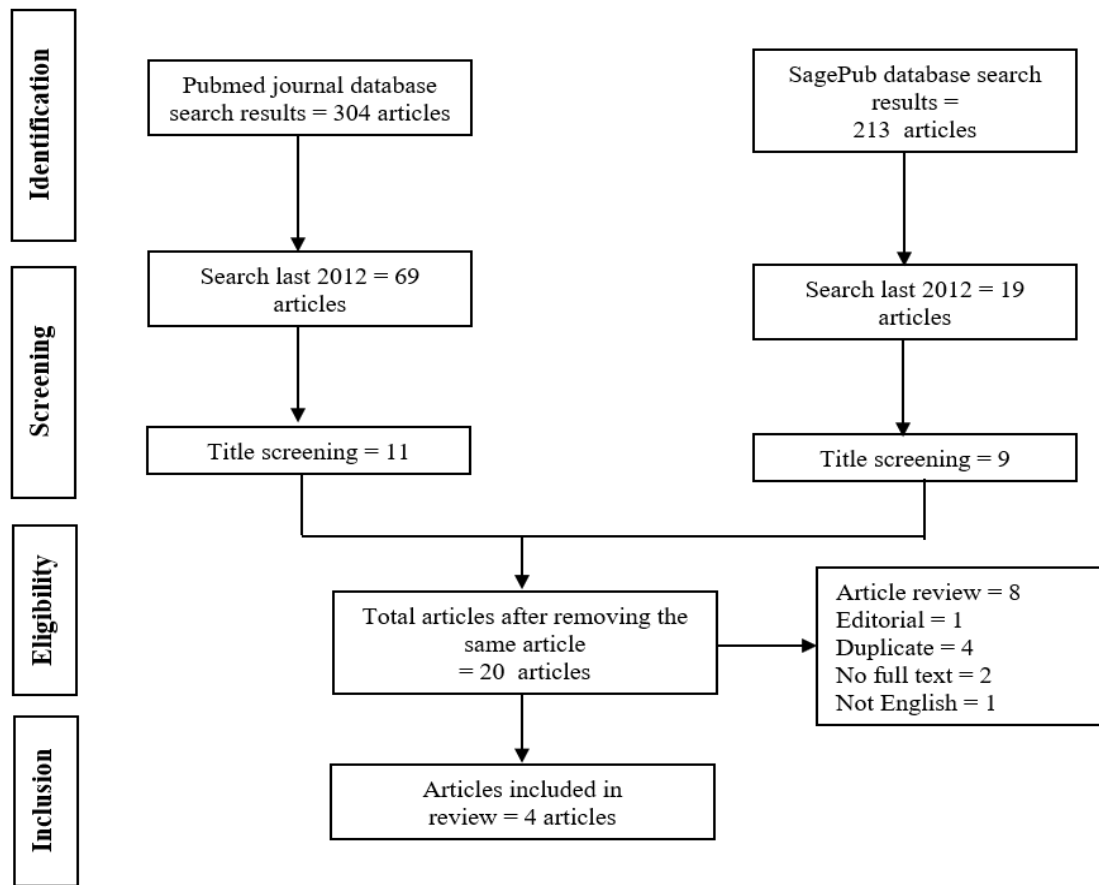 Identification
Pubmed journal database
search results = 304 articles
SagePub database search
results =
213 articles
Screening
Search last 2012 = 69
articles
Search last 2012 = 19
articles
Title screening = 11
Title screening = 9
Eligibility
Total articles after removing the
same article
= 20 articles
Article review = 8
Editorial = 1
Duplicate = 4
No full text = 2
Not English = 1
Inclusion
Articles included in
review = 4 articles